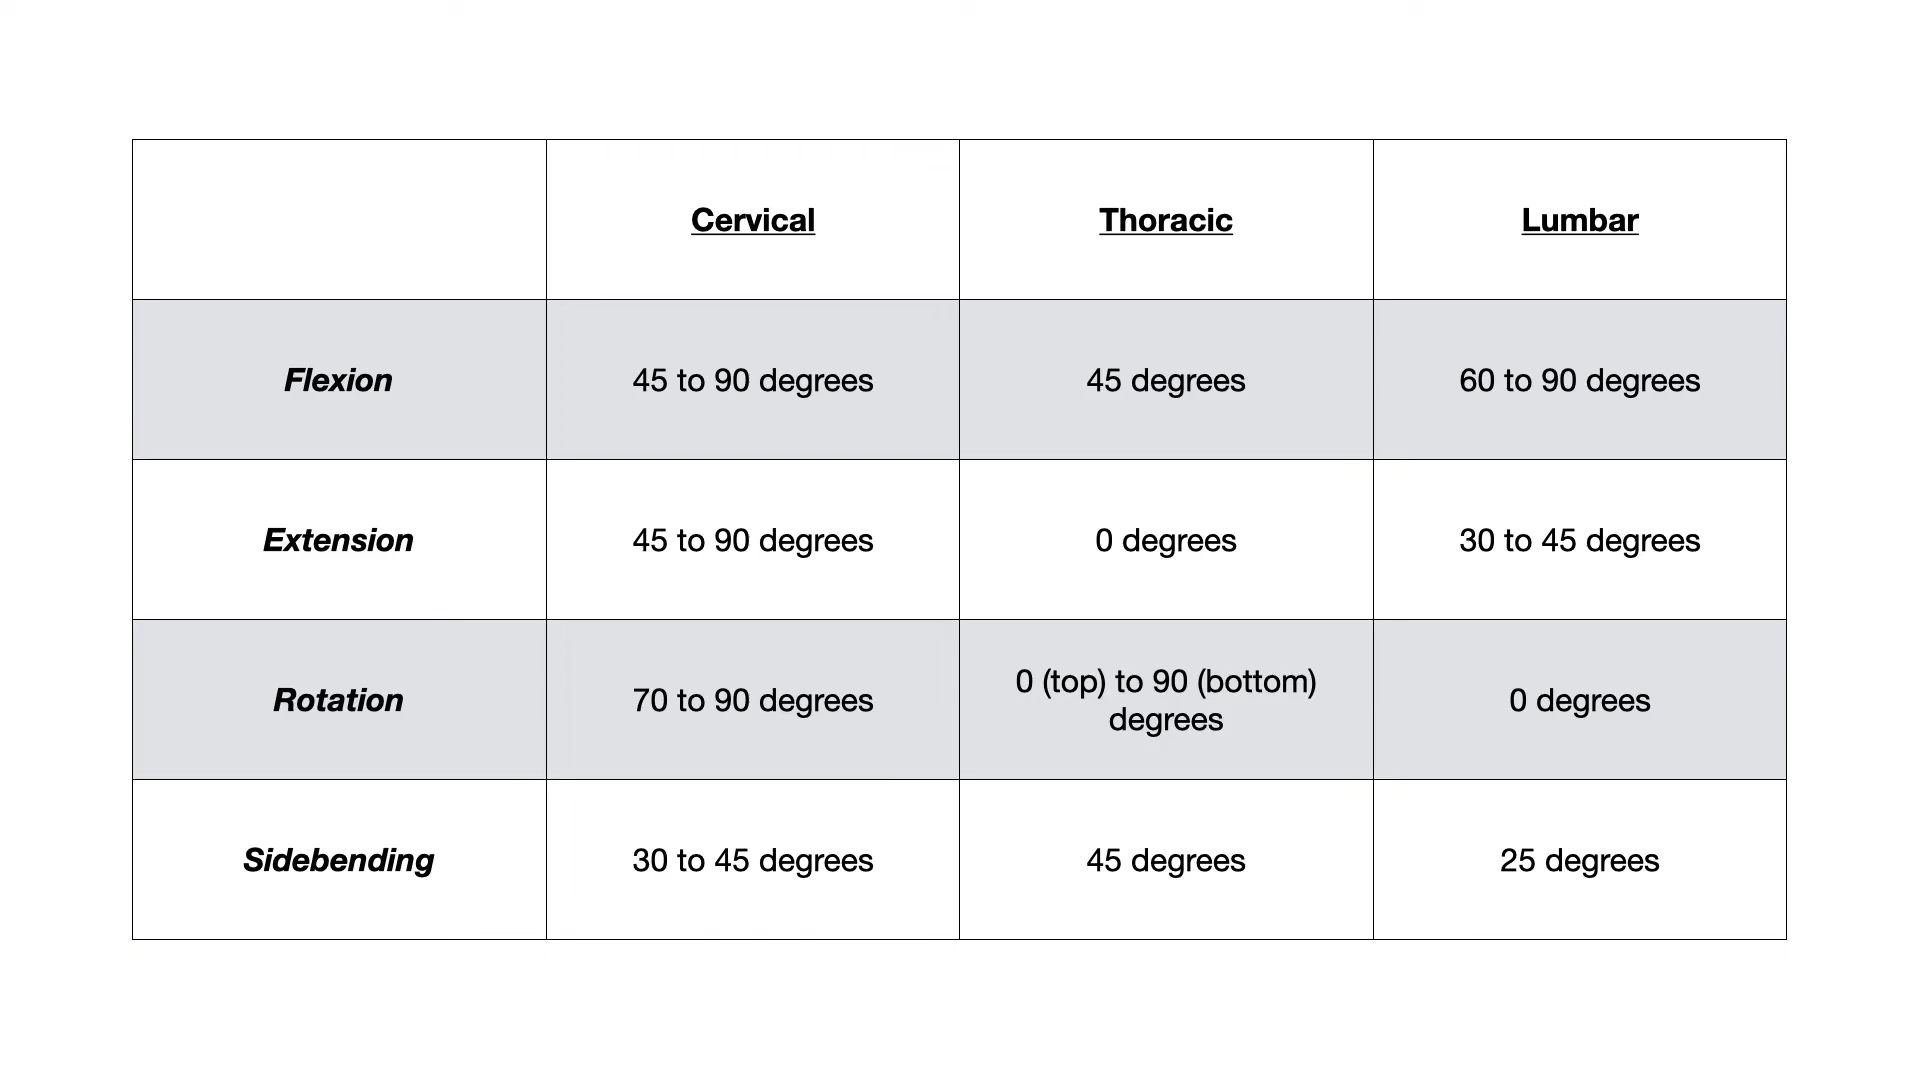 Cervical
Thoracic
Lumbar
Flexion
45 to 90 degrees
45 degrees
60 to 90 degrees
Extension
45 to 90 degrees
0 degrees
30 to 45 degrees
Rotation
70 to 90 degrees
0 (top) to 90 (bottom)
degrees
0 degrees
Sidebending
30 to 45 degrees
45 degrees
25 degrees